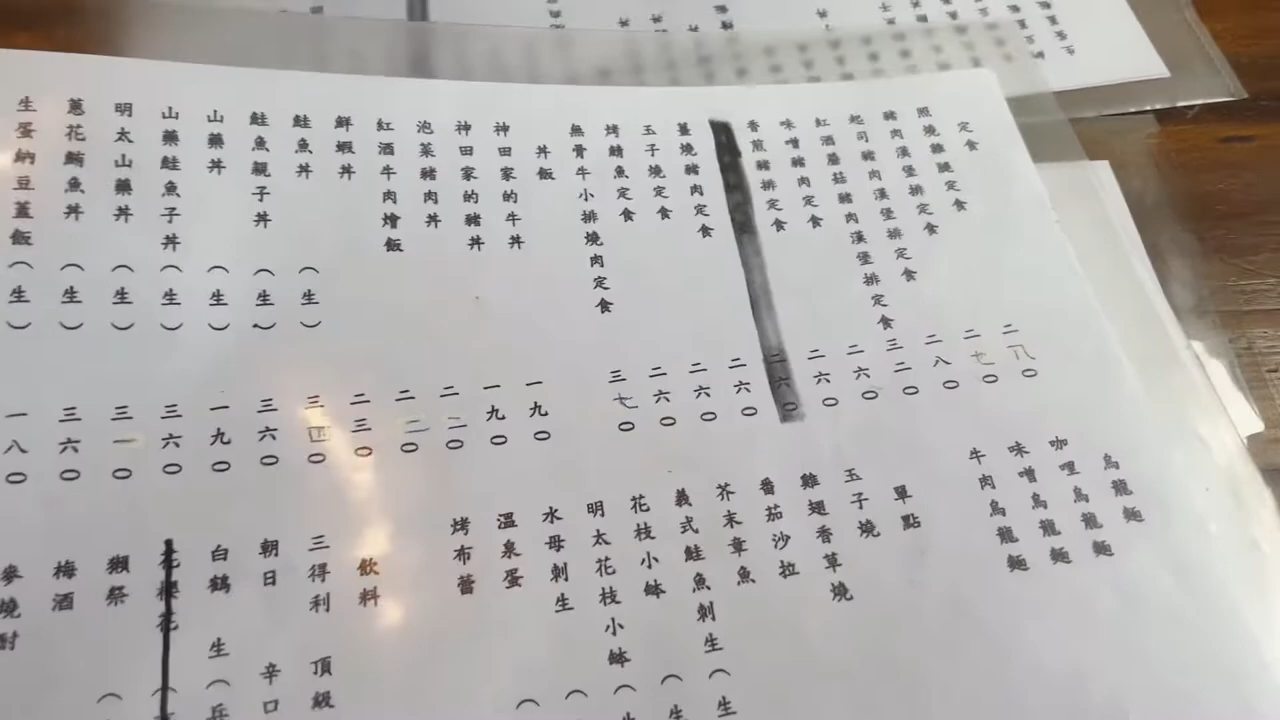 定食
照燒雞腿定食 二八〇
豬肉漢堡排定食 二七〇
起司豬肉漢堡排定食 二八〇
紅酒蘑菇豬肉漢堡排定食 三二〇
味噌豬肉定食 二六〇
香煎豬排定食 二六〇
二六〇
薑燒豬肉定食 二六〇
玉子燒定食 二六〇
烤鯖魚定食 二六〇
無骨牛小排燒肉定食 三七〇
丼飯
神田家的牛丼 一九〇
神田家的豬丼 一九〇
泡菜豬肉丼 二二〇
紅酒牛肉燴飯 二二〇
鮮蝦丼 二三〇
鮭魚丼（生） 三四〇
鮭魚親子丼（生） 三六〇
山藥丼（生） 一九〇
山藥鮭魚子丼（生） 三六〇
明太山藥丼（生） 三一〇
蔥花鮪魚丼（生） 三六〇
生蛋納豆蓋飯（生） 一八〇
烏龍麵
咖哩烏龍麵
味噌烏龍麵
牛肉烏龍麵
單點
玉子燒
雞翅香草燒
番茄沙拉
芥末章魚
義式鮭魚刺生（生
花枝小缽（生
明太花枝小缽（生
水母刺生（
溫泉蛋（
烤布蕾
飲料
三得利 頂級
朝日 辛口
白鶴 生（兵
花櫻花（
獺祭（
梅酒
麥燒酎